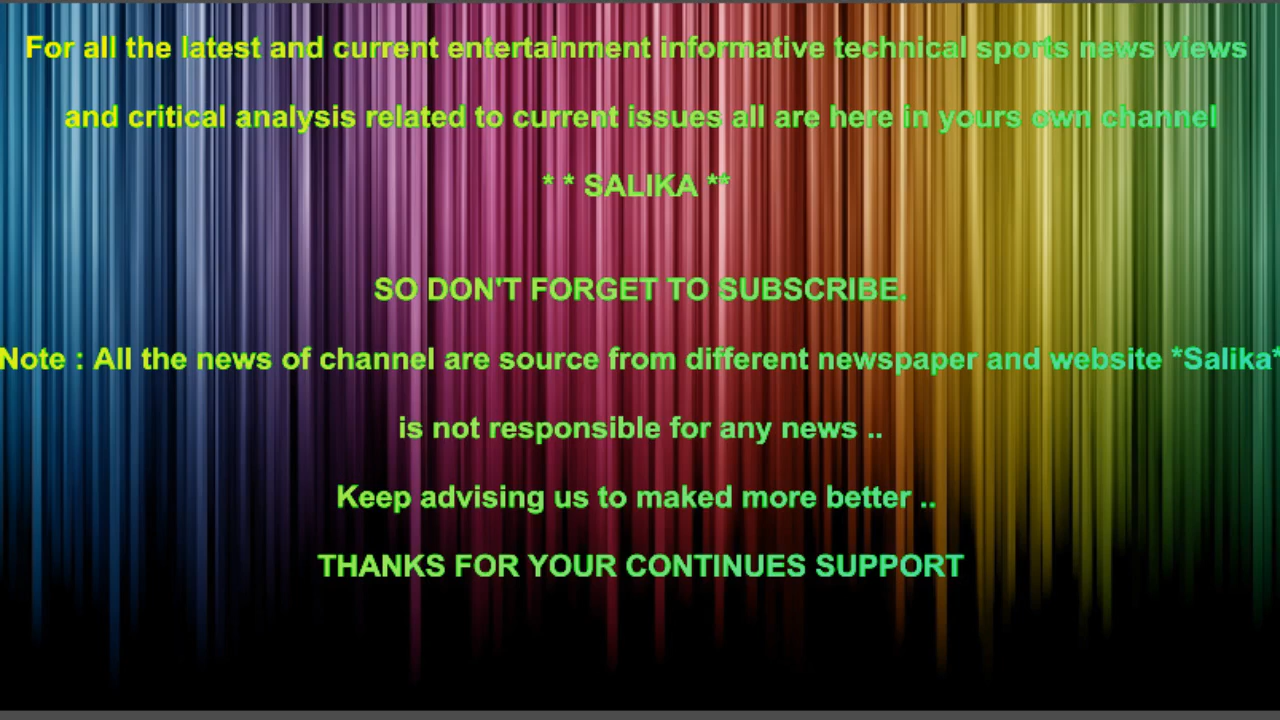 For all the latest and current entertainment informative technical sports news views
and critical analysis related to current issues all are here in yours own channel
* * SALIKA **
SO DON'T FORGET TO SUBSCRIBE.
Note : All the news of channel are source from different newspaper and website *Salika*
is not responsible for any news ..
Keep advising us to maked more better ..
THANKS FOR YOUR CONTINUES SUPPORT